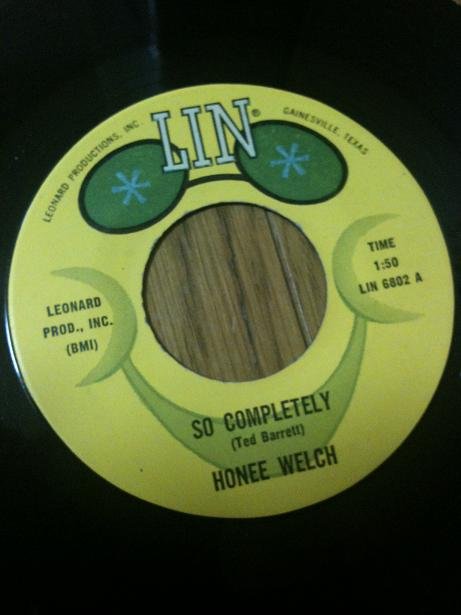 LEONARD PRODUCTIONS, INC.
LIN®
GAINESVILLE, TEXAS
LEONARD
PROD., INC.
(BMI)
TIME
1:50
LIN 6802 A
SO COMPLETELY
(Ted Barrett)
HONEE WELCH